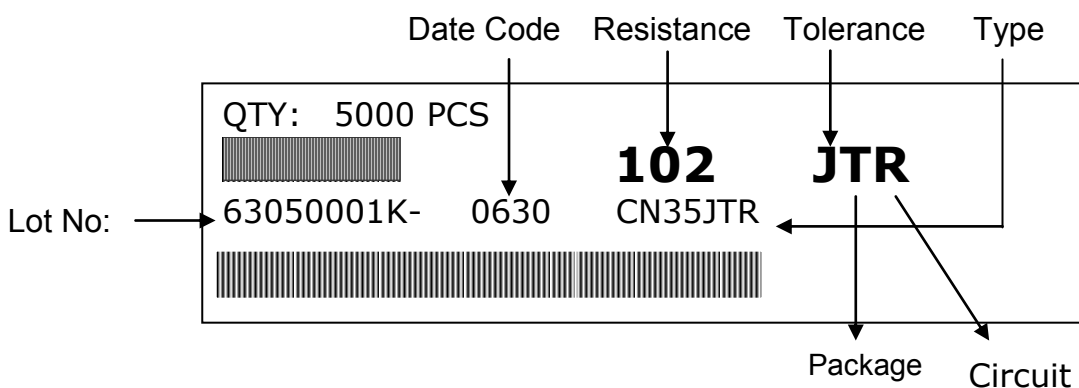 Date Code Resistance Tolerance Type
QTY: 5000 PCS
102 JTR
Lot No: 63050001K- 0630 CN35JTR
Package Circuit